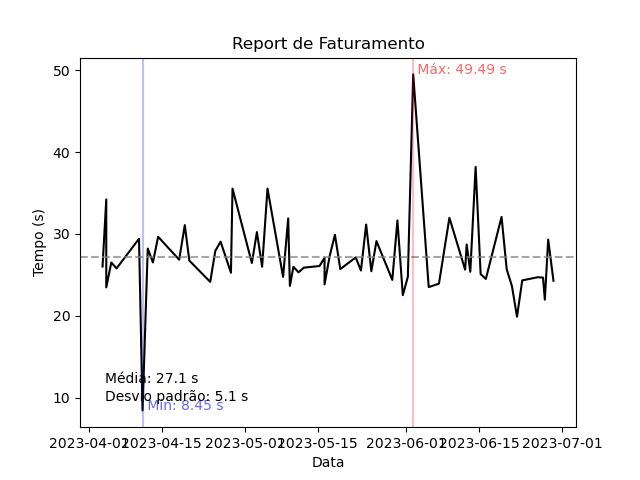 Report de Faturamento
Máx: 49.49 s
50
40
30
20
10
Tempo (s)
Média: 27.1 s
Desvio padrão: 5.1 s
Min: 8.45 s
2023-04-01 2023-04-15 2023-05-01 2023-05-15 2023-06-01 2023-06-15 2023-07-01
Data